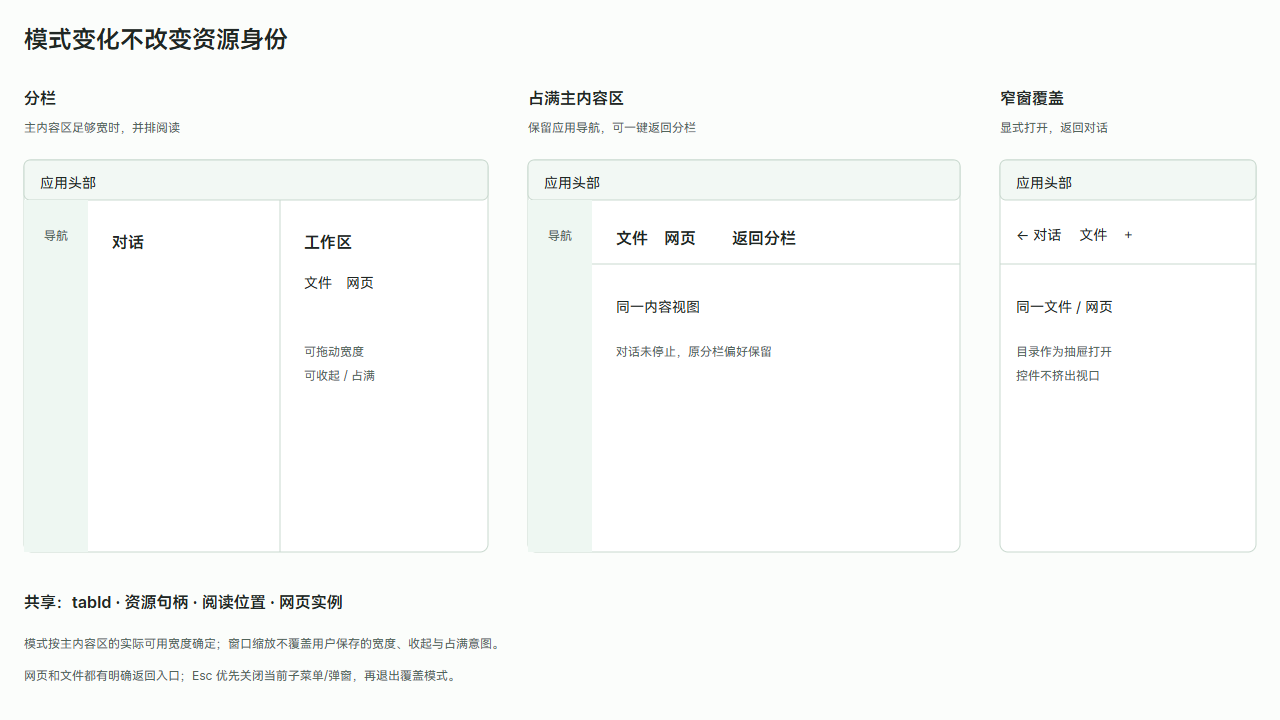 模式变化不改变资源身份
分栏
主内容区足够宽时，并排阅读
应用头部
导航
对话
工作区
文件 网页
可拖动宽度
可收起 / 占满
占满主内容区
保留应用导航，可一键返回分栏
应用头部
导航
文件 网页 返回分栏
同一内容视图
对话未停止，原分栏偏好保留
窄窗覆盖
显式打开，返回对话
应用头部
← 对话 文件 +
同一文件 / 网页
目录作为抽屉打开
控件不挤出视口
共享：tabId · 资源句柄 · 阅读位置 · 网页实例
模式按主内容区的实际可用宽度确定；窗口缩放不覆盖用户保存的宽度、收起与占满意图。
网页和文件都有明确返回入口；Esc 优先关闭当前子菜单/弹窗，再退出覆盖模式。